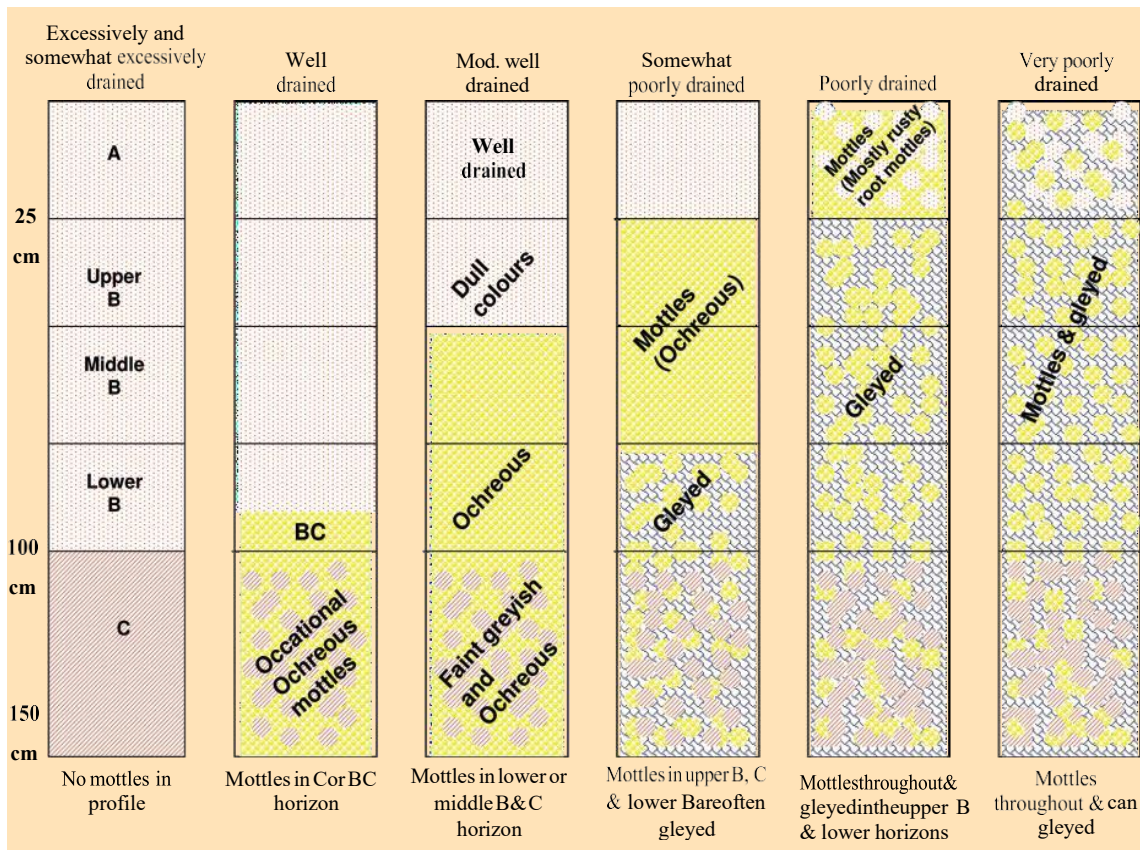 Excessively and
somewhat excessively
drained
Well
drained
Mod. well
drained
Somewhat
poorly drained
Poorly drained
Very poorly
drained
A
25
cm
Upper
B
Middle
B
Lower
B
100
cm
C
150
cm
BC
Occational
Ochreous
mottles
Well
drained
Dull
colours
Ochreous
Faint greyish
and
Ochreous
Mottles
(Ochreous)
Gleyed
Mottles
(Mostly rusty
root mottles)
Gleyed
Mottles & gleyed
No mottles in
profile
Mottles in C or BC
horizon
Mottles in lower or
middle B & C
horizon
Mottles in upper B, C
& lower Bareoften
gleyed
Mottlesthroughout&
gleyedintheupper B
& lower horizons
Mottles
throughout & can
gleyed